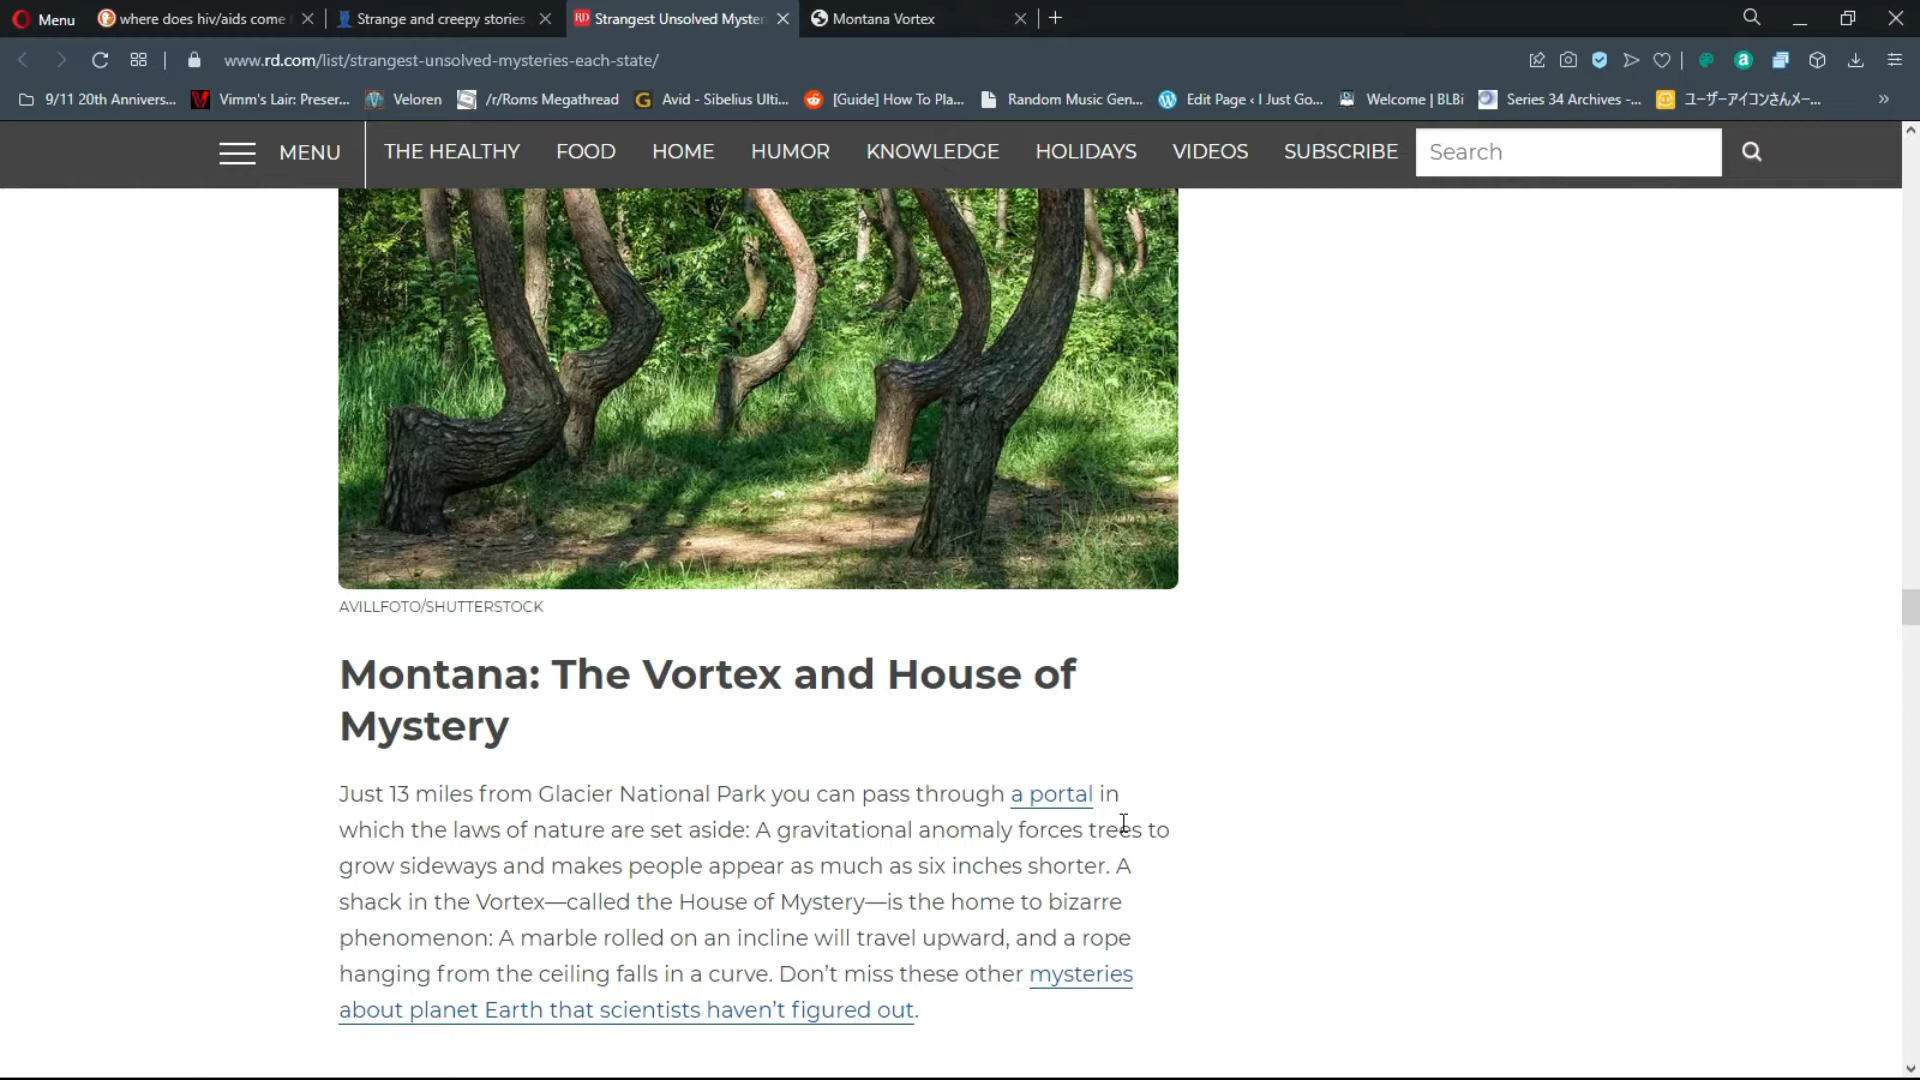 Menu
where does hiv/aids come
Strange and creepy stories
Strangest Unsolved Myster
Montana Vortex
www.rd.com/list/strangest-unsolved-mysteries-each-state/
9/11 20th Annivers...
Vimm's Lair: Preser...
Veloren
/r/Roms Megathread
Avid - Sibelius Ulti...
[Guide] How To Pla...
Random Music Gen...
Edit Page ‹ I Just Go...
Welcome | BLBi
Series 34 Archives -...
ユーザーアイコンさんメー...
MENU
THE HEALTHY
FOOD
HOME
HUMOR
KNOWLEDGE
HOLIDAYS
VIDEOS
SUBSCRIBE
Search
AVILLFOTO/SHUTTERSTOCK
Montana: The Vortex and House of
Mystery
Just 13 miles from Glacier National Park you can pass through a portal in
which the laws of nature are set aside: A gravitational anomaly forces trees to
grow sideways and makes people appear as much as six inches shorter. A
shack in the Vortex—called the House of Mystery—is the home to bizarre
phenomenon: A marble rolled on an incline will travel upward, and a rope
hanging from the ceiling falls in a curve. Don't miss these other mysteries
about planet Earth that scientists haven't figured out.